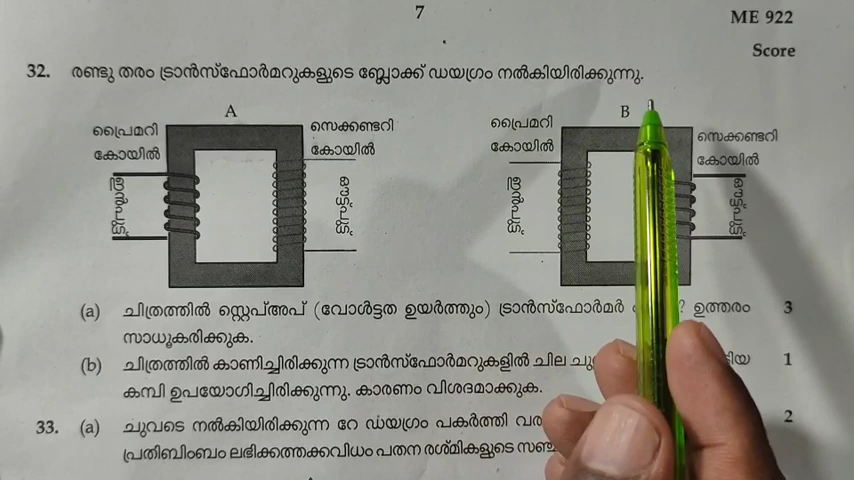 7
ME 922
Score
32. രണ്ടു തരം ട്രാൻസ്ഫോർമറുകളുടെ ബ്ലോക്ക് ഡയഗ്രം നൽകിയിരിക്കുന്നു.
A
പ്രൈമറി
കോയിൽ
സെക്കണ്ടറി
കോയിൽ
ഇൻപുട്ട്
ഔട്ട്പുട്ട്
B
പ്രൈമറി
കോയിൽ
സെക്കണ്ടറി
കോയിൽ
ഇൻപുട്ട്
ഔട്ട്പുട്ട്
(a) ചിത്രത്തിൽ സ്റ്റെപ്അപ് (വോൾട്ടത ഉയർത്തും) ട്രാൻസ്ഫോർമർ ? ഉത്തരം 3
സാധൂകരിക്കുക.
(b) ചിത്രത്തിൽ കാണിച്ചിരിക്കുന്ന ട്രാൻസ്ഫോർമറുകളിൽ ചില 1
കമ്പി ഉപയോഗിച്ചിരിക്കുന്നു. കാരണം വിശദമാക്കുക.
33. (a) ചുവടെ നൽകിയിരിക്കുന്ന റേ ഡയഗ്രം പകർത്തി 2
പ്രതിബിംബം ലഭിക്കത്തക്കവിധം പതന രശ്മികളുടെ